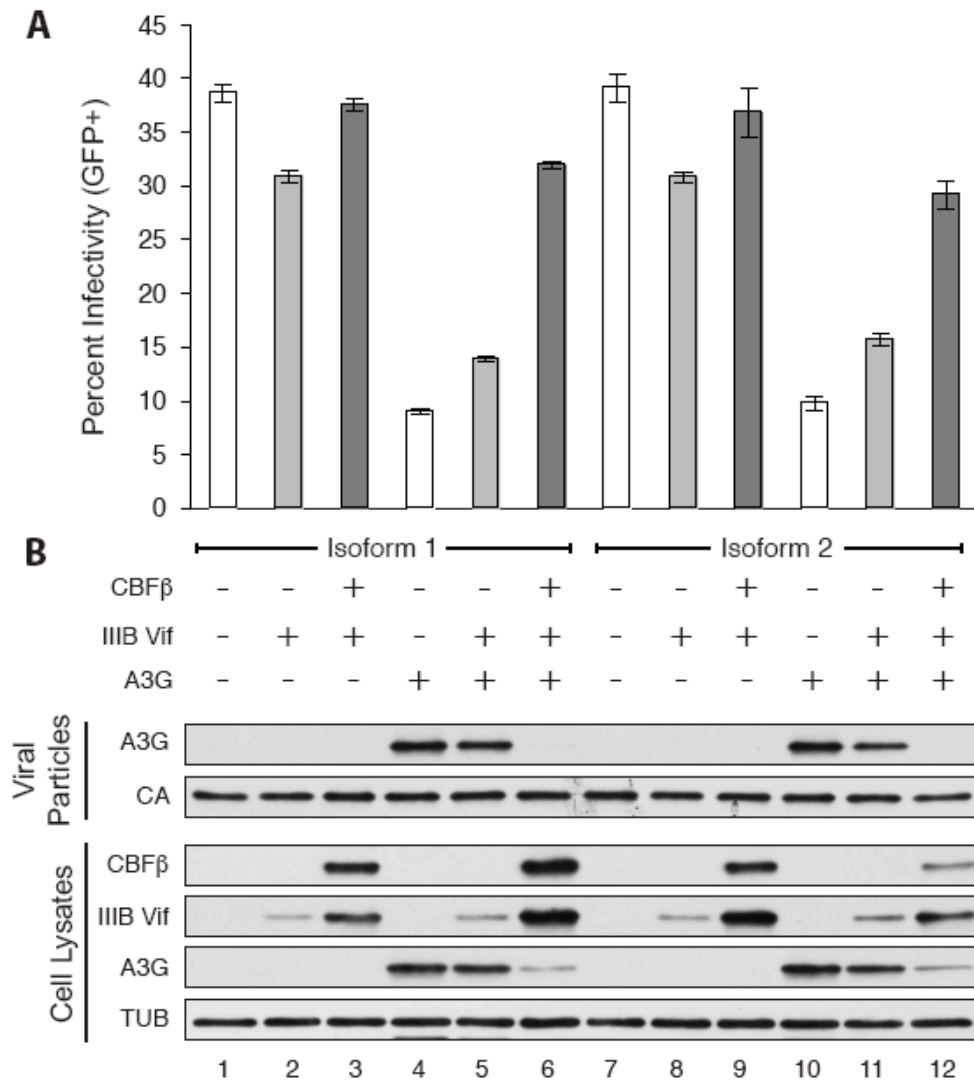 A
Percent Infectivity (GFP+)
45
40
35
30
25
20
15
10
5
0
Isoform 1 Isoform 2
B
CBFβ - - + - - + - - + - - +
IIIB Vif - + + - + + - + + - + +
A3G - - - + + + - - - + + +
Viral Particles
A3G
CA
Cell Lysates
CBFβ
IIIB Vif
A3G
TUB
1 2 3 4 5 6 7 8 9 10 11 12